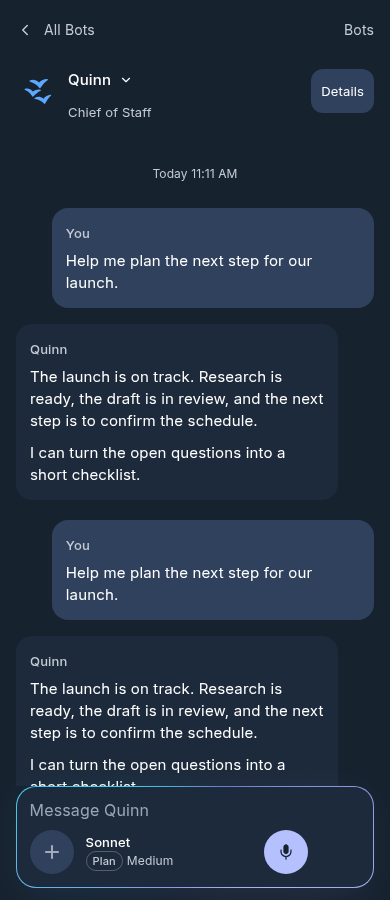 All Bots
Bots
Quinn
Chief of Staff
Details
Today 11:11 AM
You
Help me plan the next step for our
launch.
Quinn
The launch is on track. Research is
ready, the draft is in review, and the next
step is to confirm the schedule.
I can turn the open questions into a
short checklist.
You
Help me plan the next step for our
launch.
Quinn
The launch is on track. Research is
ready, the draft is in review, and the next
step is to confirm the schedule.
I can turn the open questions into a
short checklist.
Message Quinn
Sonnet
Plan Medium